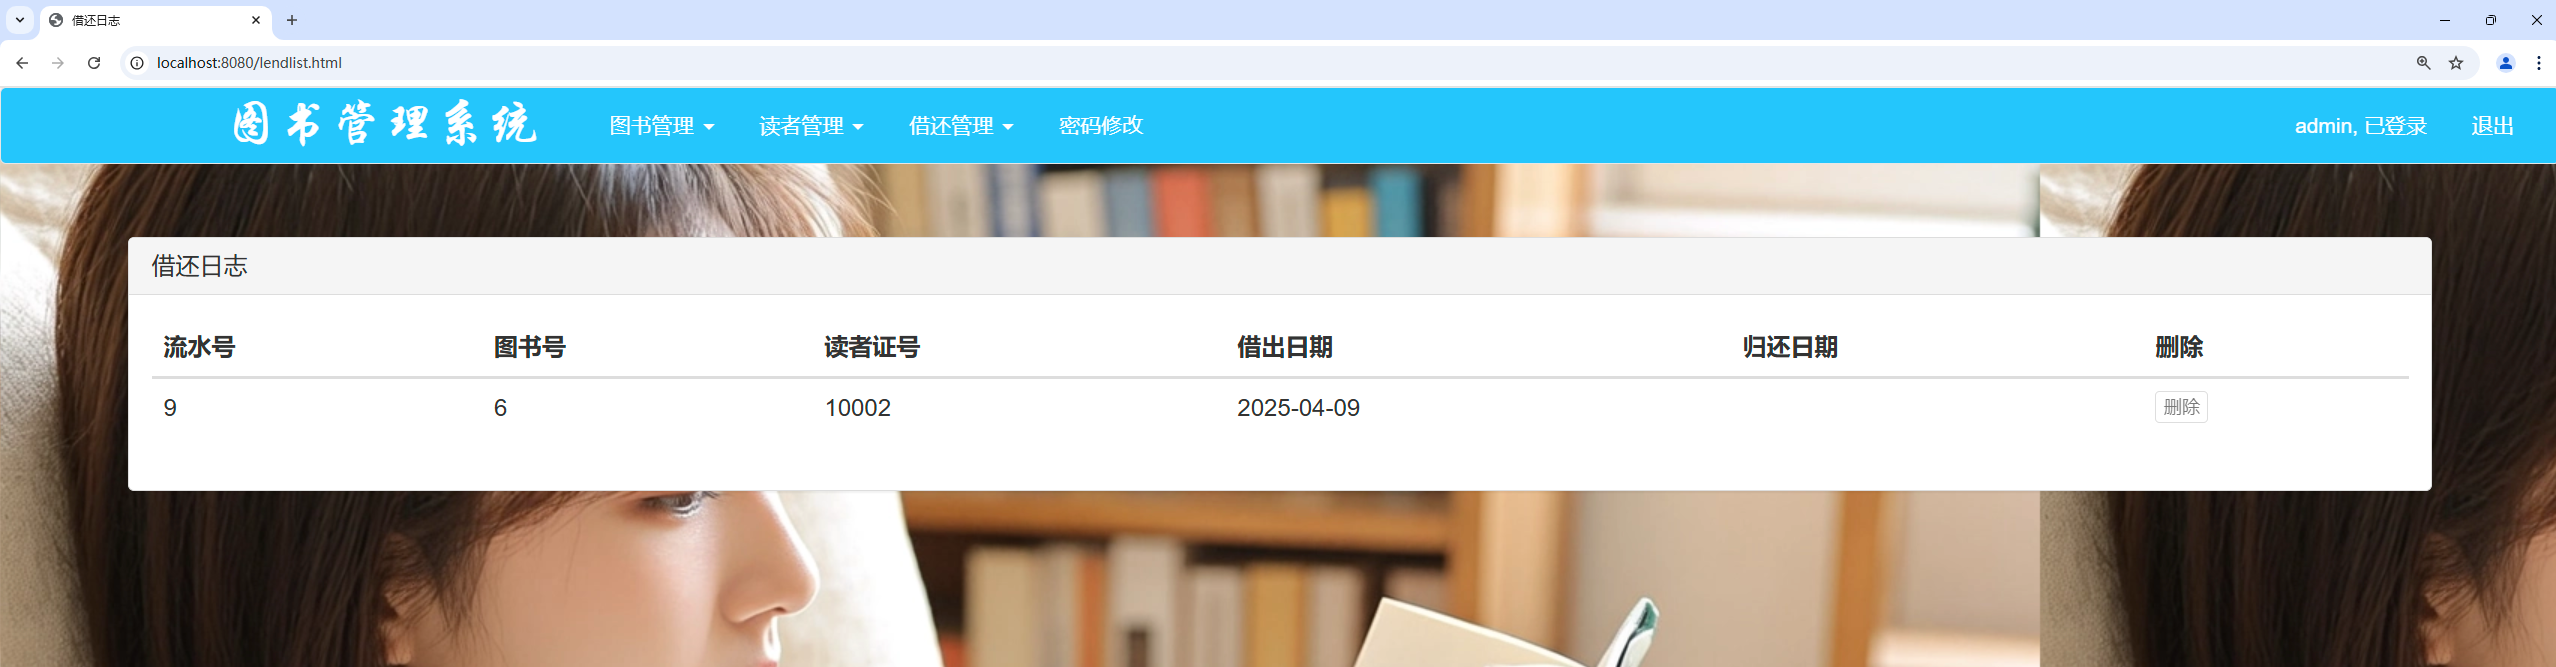 借还日志
localhost:8080/lendlist.html
图书管理系统 图书管理 读者管理 借还管理 密码修改 admin, 已登录 退出
借还日志
流水号 图书号 读者证号 借出日期 归还日期 删除
9 6 10002 2025-04-09 删除